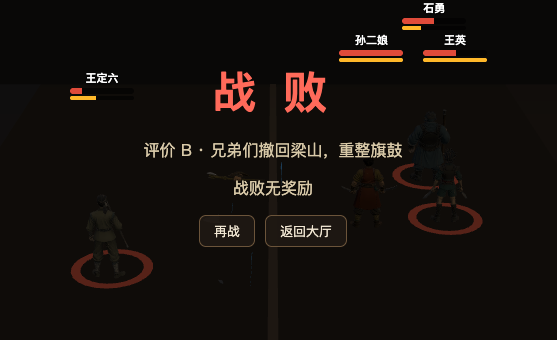 石勇
孙二娘
王英
王定六
战 败
评价 B · 兄弟们撤回梁山，重整旗鼓
战败无奖励
再战
返回大厅